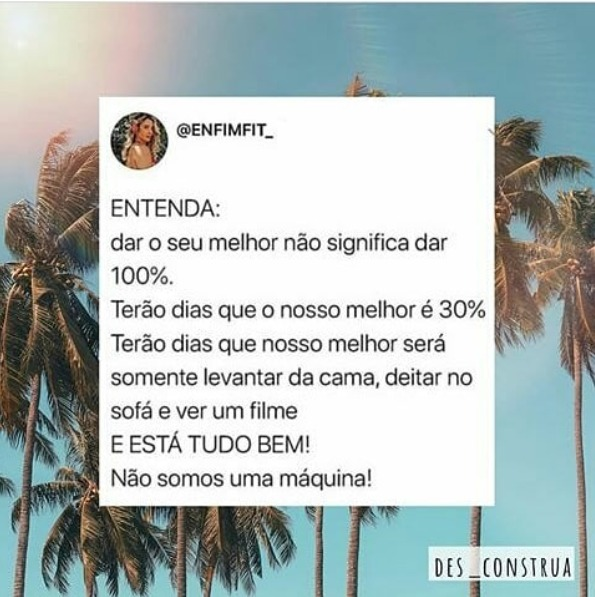 @ENFIMFIT_
ENTENDA:
dar o seu melhor não significa dar
100%.
Terão dias que o nosso melhor é 30%
Terão dias que nosso melhor será
somente levantar da cama, deitar no
sofá e ver um filme
E ESTÁ TUDO BEM!
Não somos uma máquina!
DES_CONSTRUA